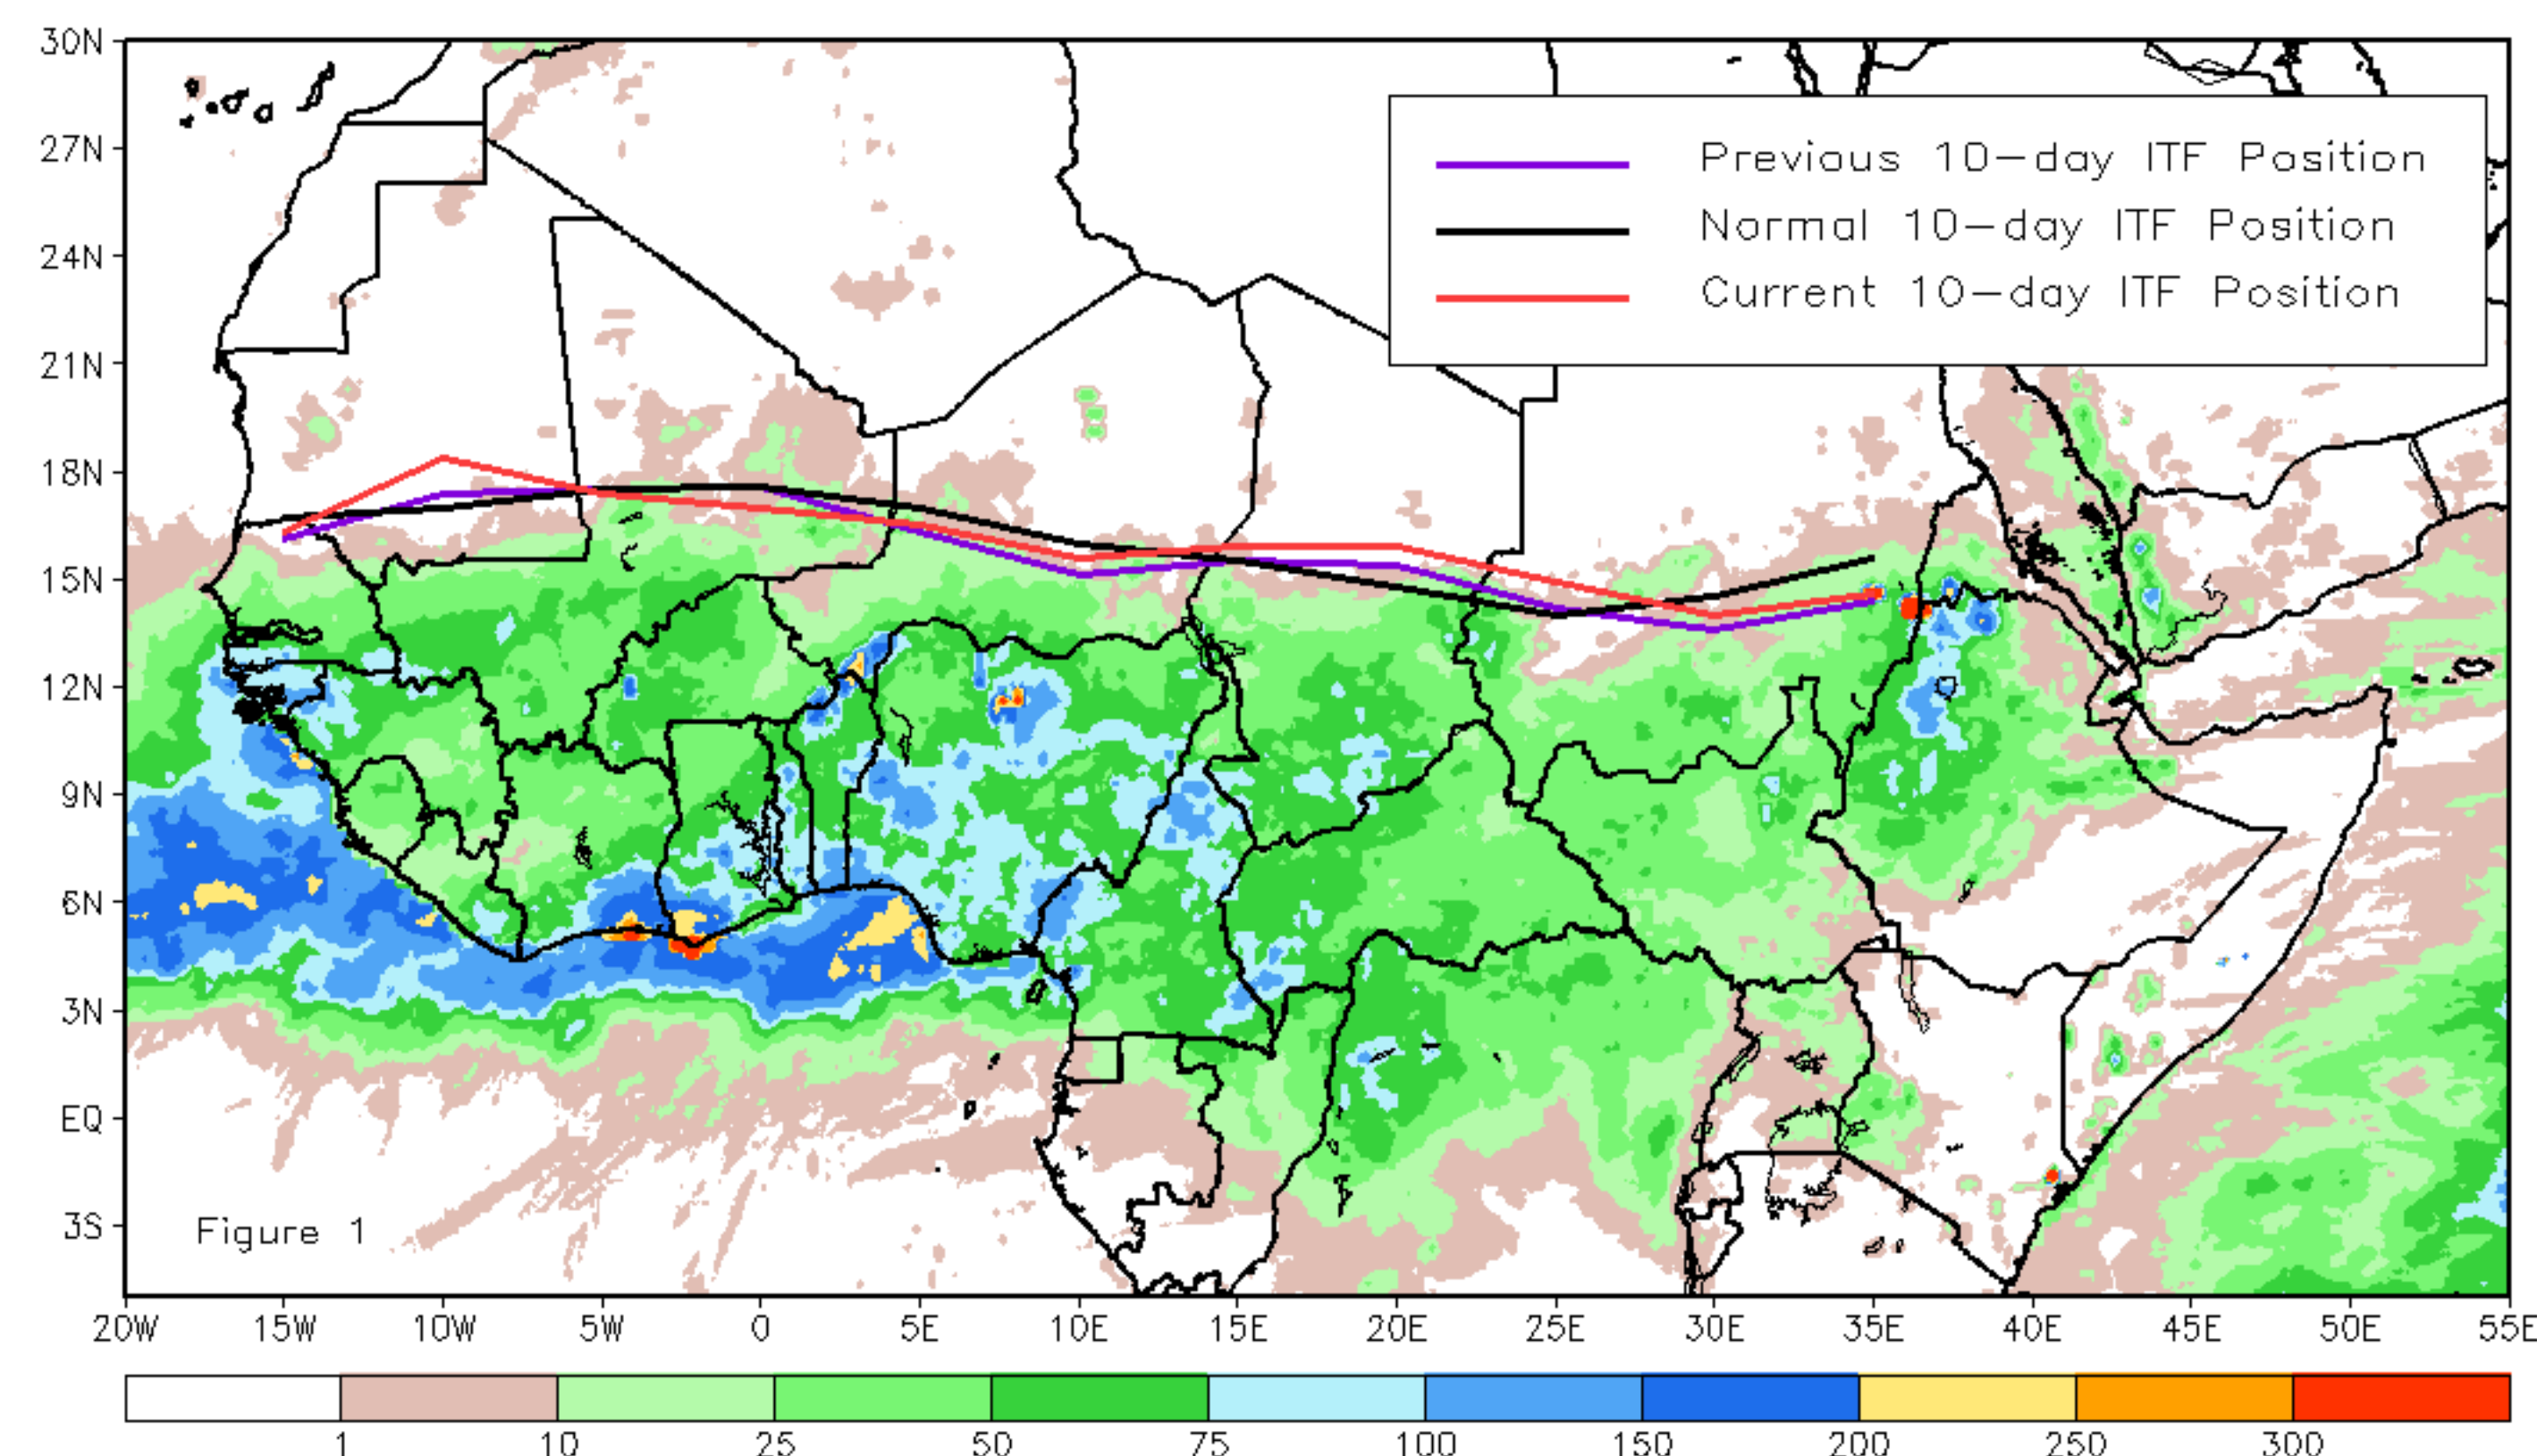 30N
27N
24N
21N
18N
15N
12N
9N
6N
3N
EQ
3S
Previous 10-day ITF Position
Normal 10-day ITF Position
Current 10-day ITF Position
Figure 1
20W 15W 10W 5W 0 5E 10E 15E 20E 25E 30E 35E 40E 45E 50E 55E
1 10 25 50 75 100 150 200 250 300